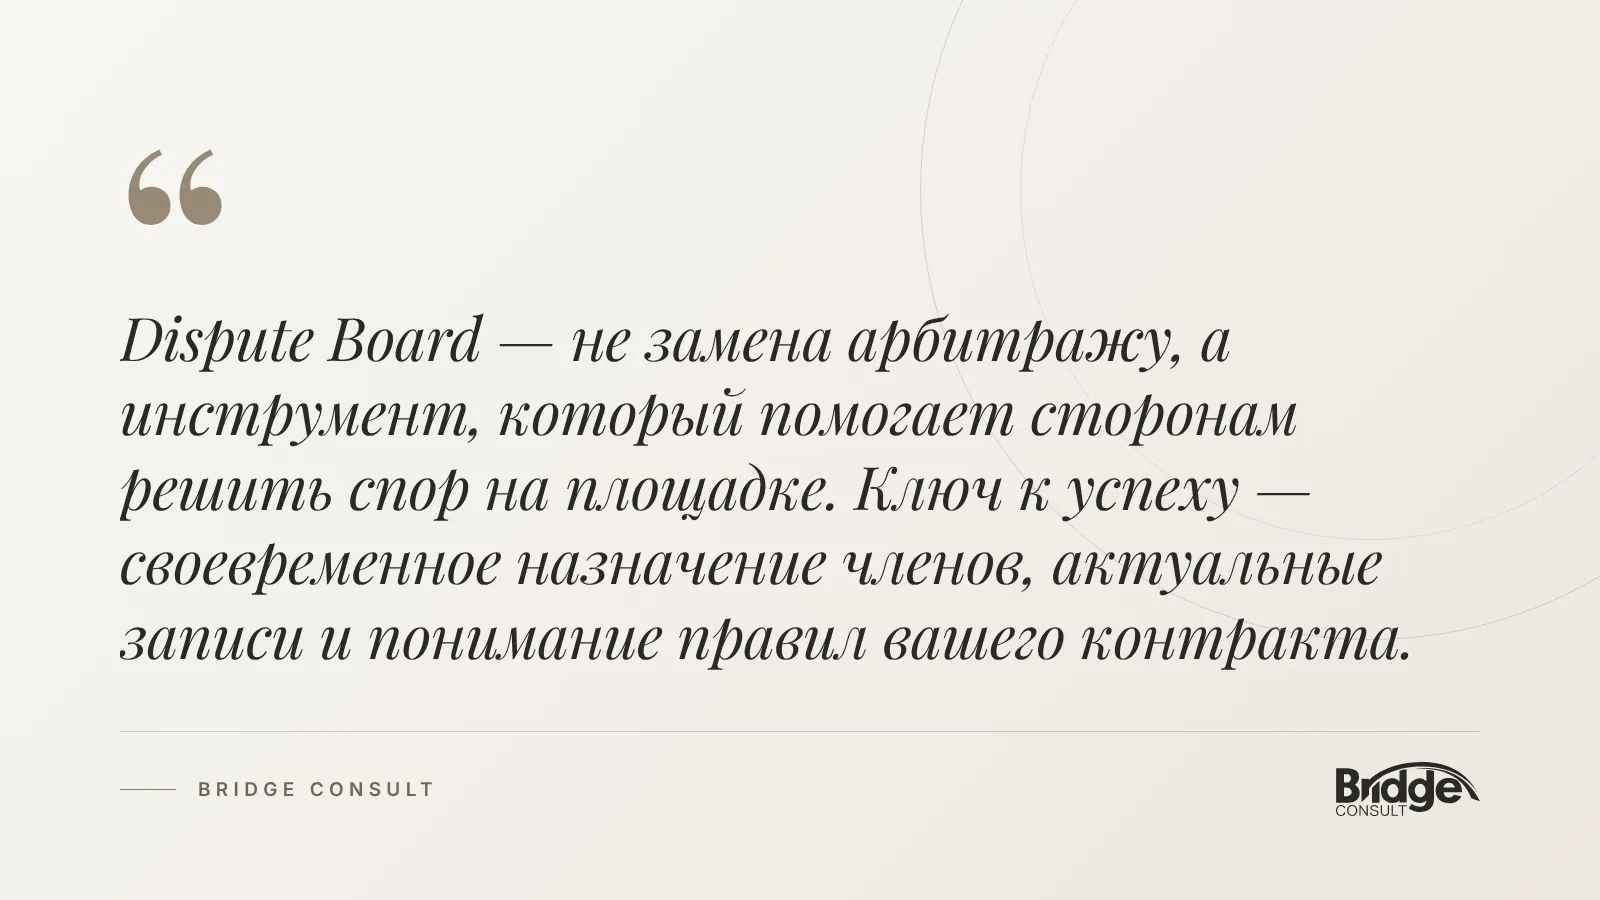 “
Dispute Board — не замена арбитражу, а
инструмент, который помогает сторонам
решить спор на площадке. Ключ к успеху —
своевременное назначение членов, актуальные
записи и понимание правил вашего контракта.
BRIDGE CONSULT
Bridge
CONSULT